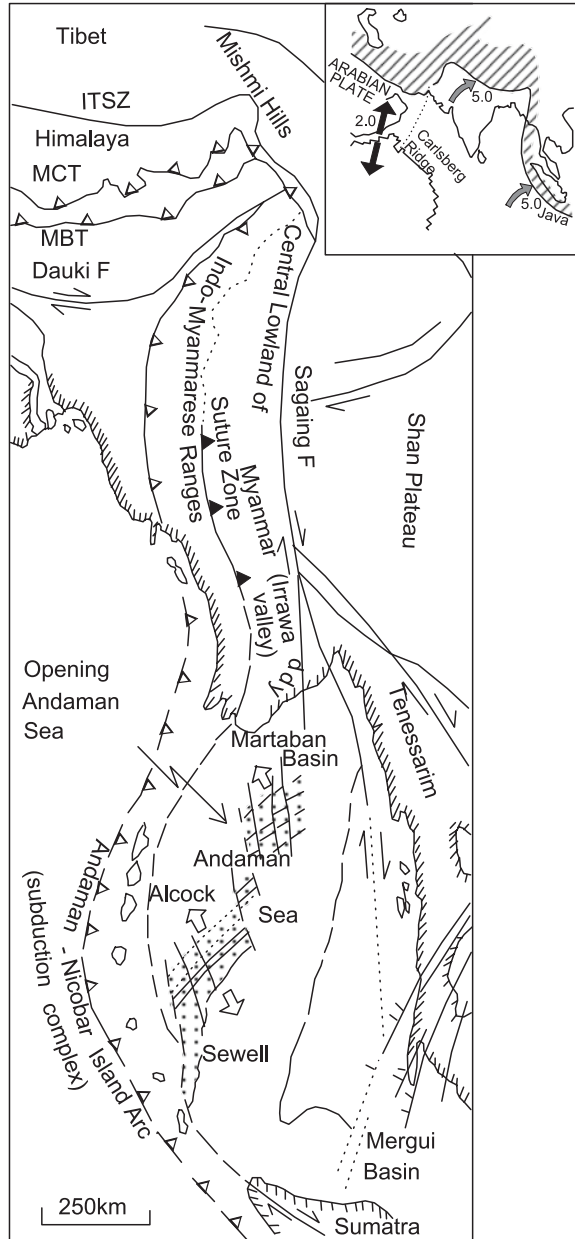 Tibet
Mishmi Hills
ITSZ
Himalaya
MCT
MBT
Dauki F
ARABIAN
PLATE
2.0
5.0
Carlsberg
Ridge
5.0
Java
Indo-Myanmarese Ranges
Suture Zone
Central Lowland of
Myanmar
(Irrawa ddy
valley)
Sagaing F
Shan Plateau
Opening
Andaman
Sea
Martaban
Basin
Tenessarim
Andaman
Sea
Alcock
Sewell
Andaman - Nicobar Island Arc
(subduction complex)
Mergui
Basin
250km
Sumatra